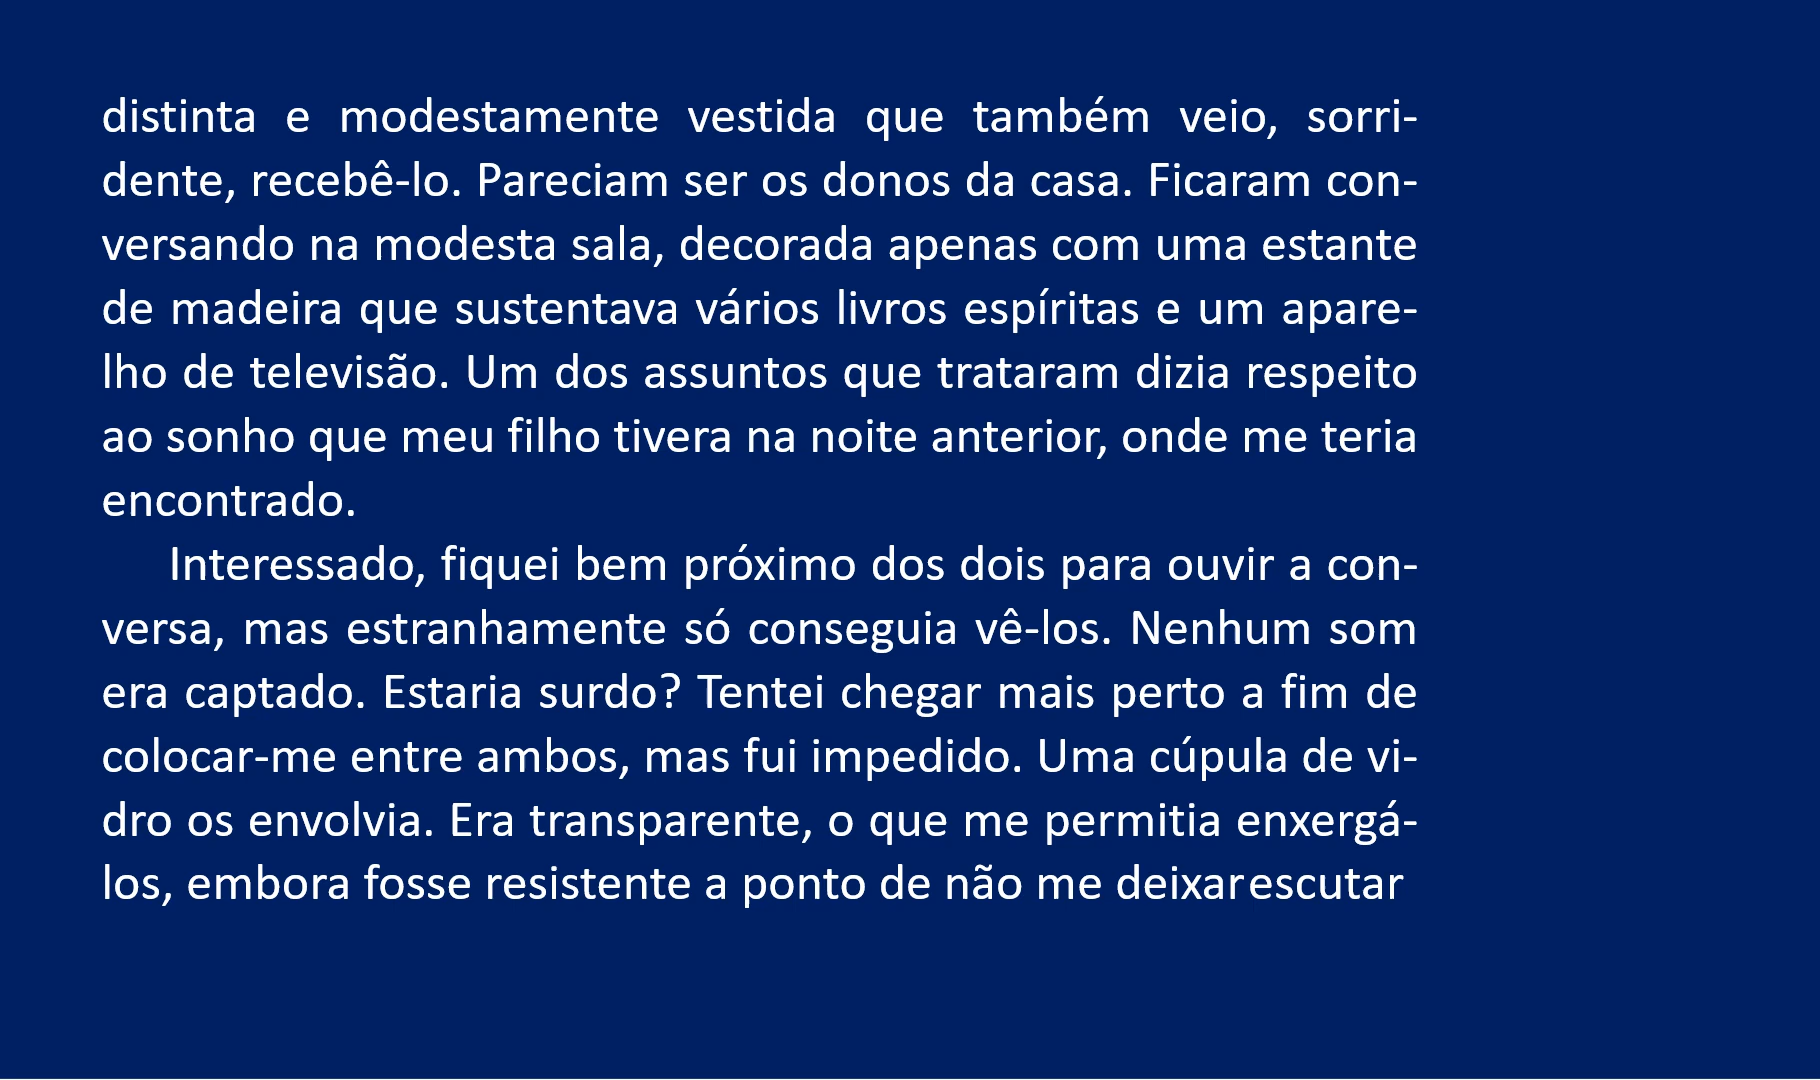 distinta e modestamente vestida que também veio, sorri-
dente, recebê-lo. Pareciam ser os donos da casa. Ficaram con-
versando na modesta sala, decorada apenas com uma estante
de madeira que sustentava vários livros espíritas e um apare-
lho de televisão. Um dos assuntos que trataram dizia respeito
ao sonho que meu filho tivera na noite anterior, onde me teria
encontrado.
Interessado, fiquei bem próximo dos dois para ouvir a con-
versa, mas estranhamente só conseguia vê-los. Nenhum som
era captado. Estaria surdo? Tentei chegar mais perto a fim de
colocar-me entre ambos, mas fui impedido. Uma cúpula de vi-
dro os envolvia. Era transparente, o que me permitia enxergá-
los, embora fosse resistente a ponto de não me deixar escutar